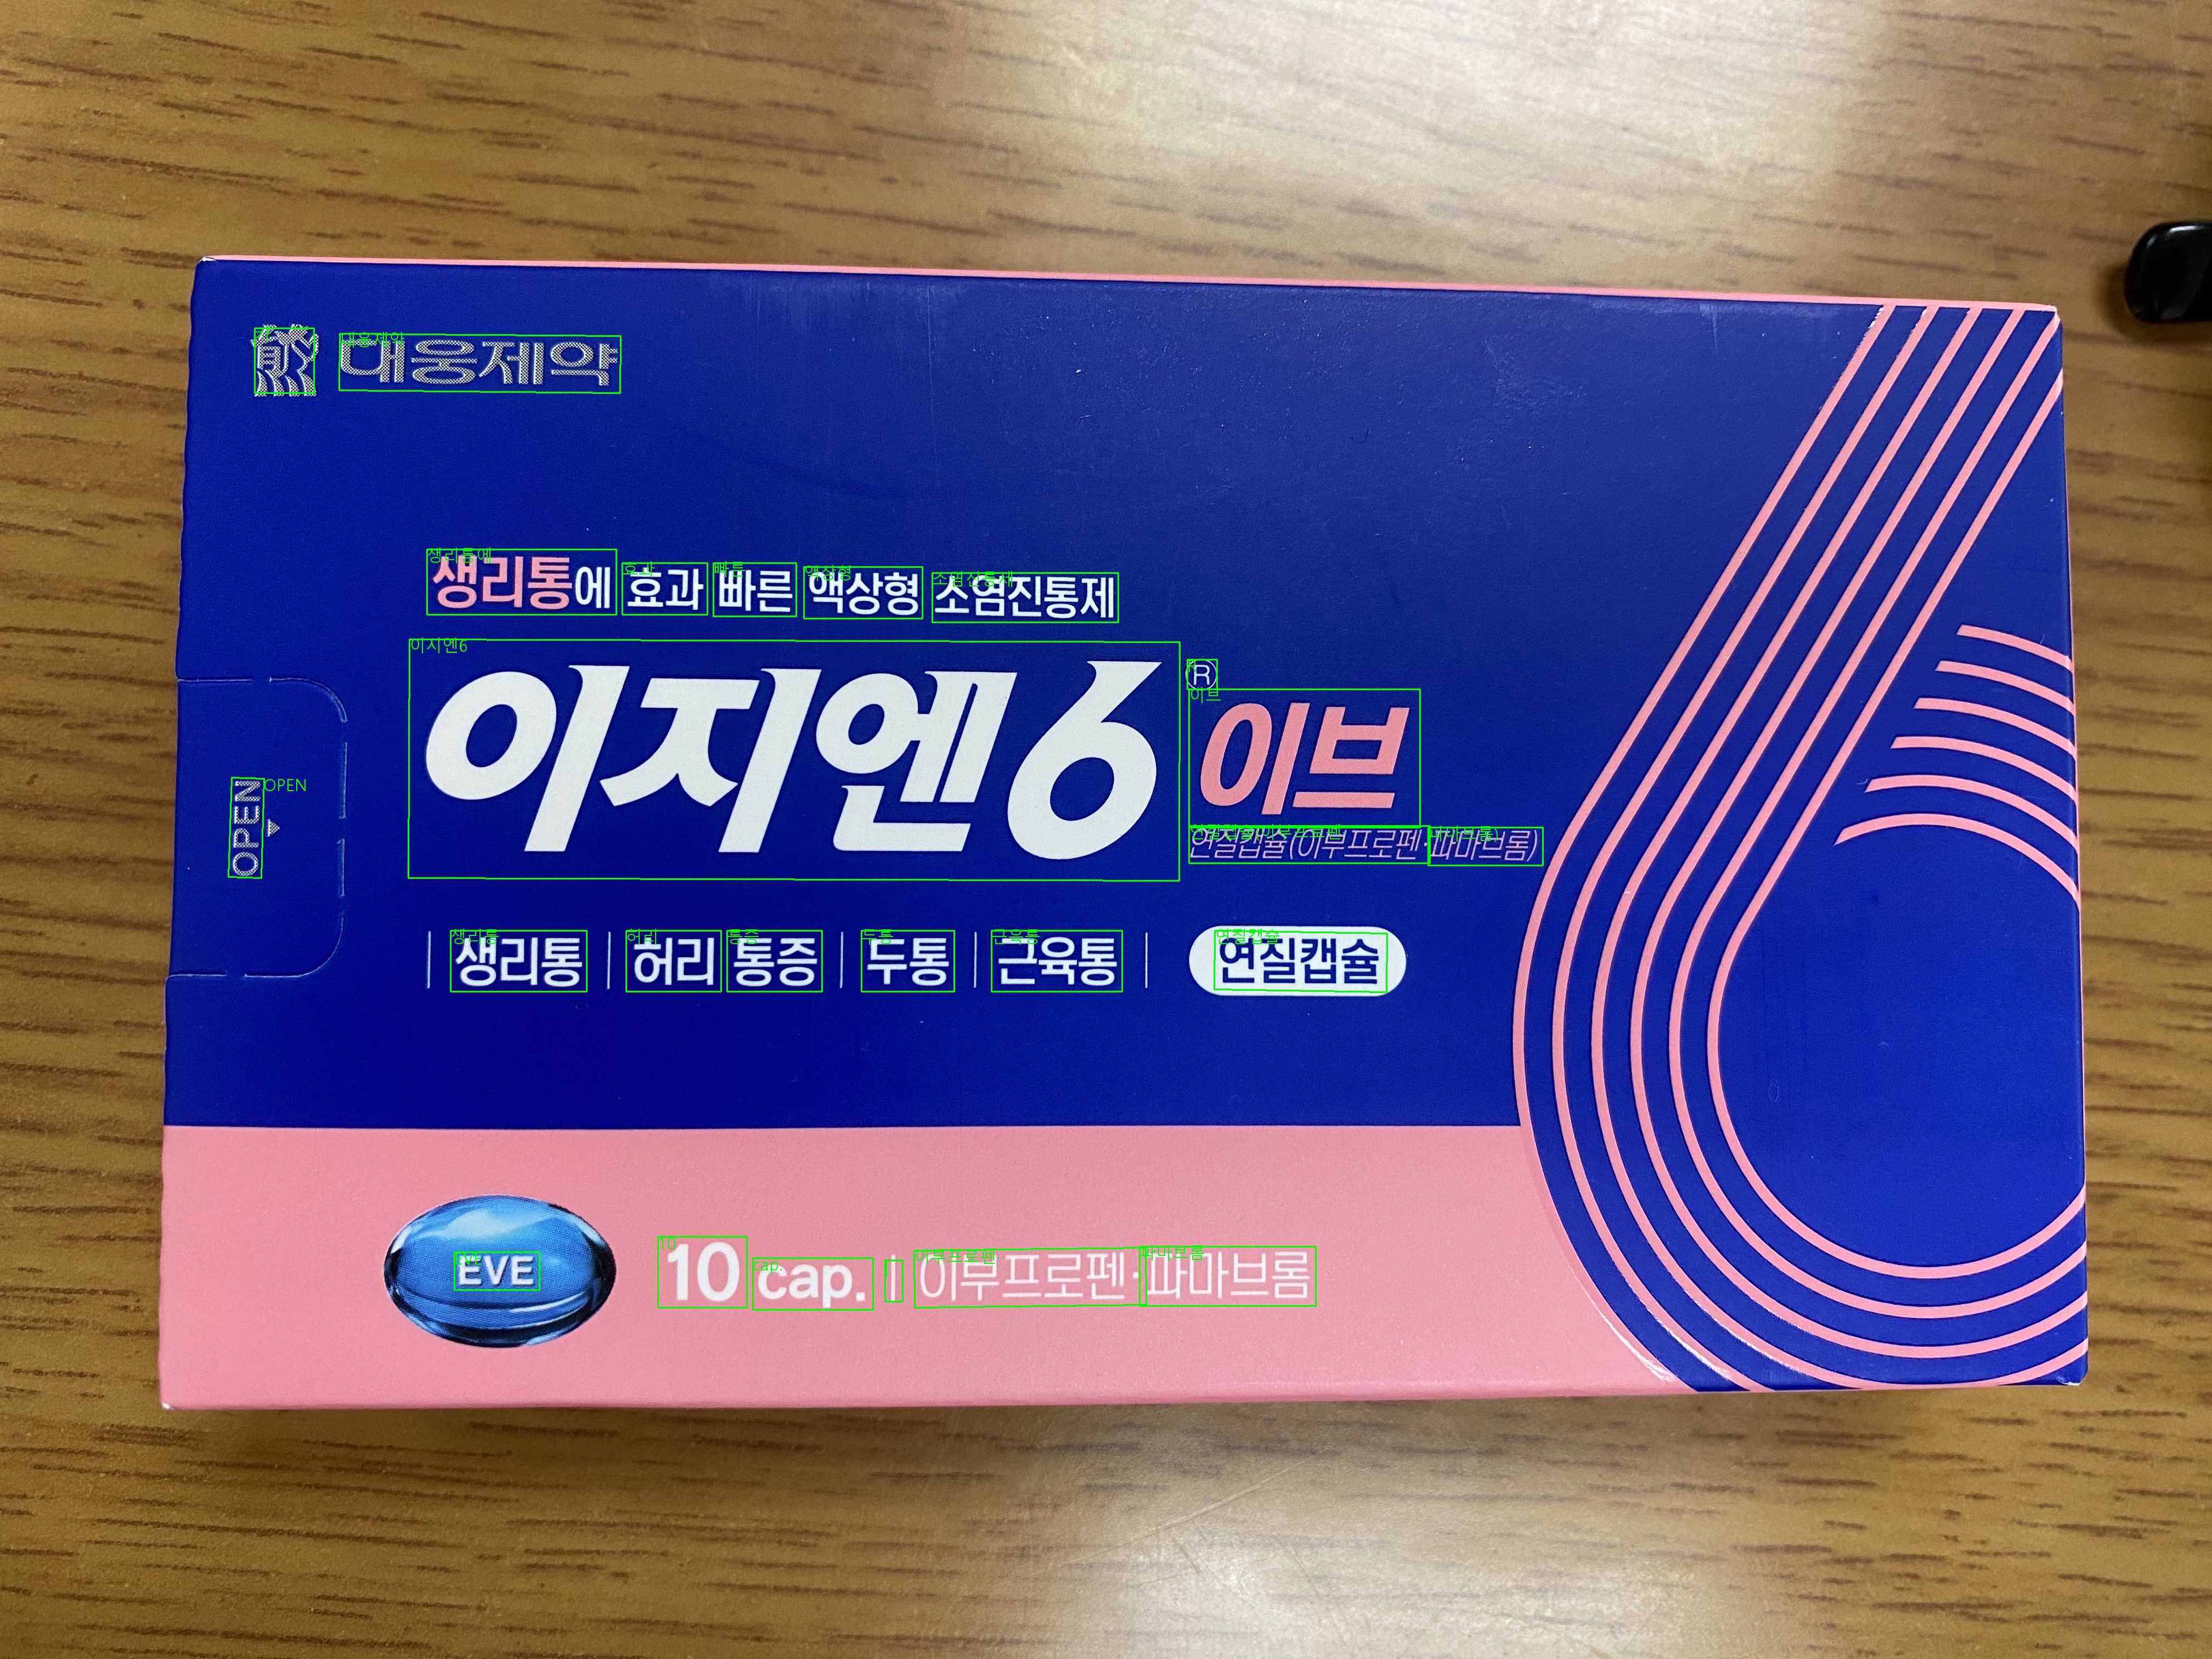 대웅제약
생리통에 효과 빠른 액상형 소염진통제
이지엔6® 이브
연질캡슐(이부프로펜·파마브롬)
OPEN
생리통 | 허리 통증 | 두통 | 근육통 | 연질캡슐
EVE
10 cap. | 이부프로펜·파마브롬